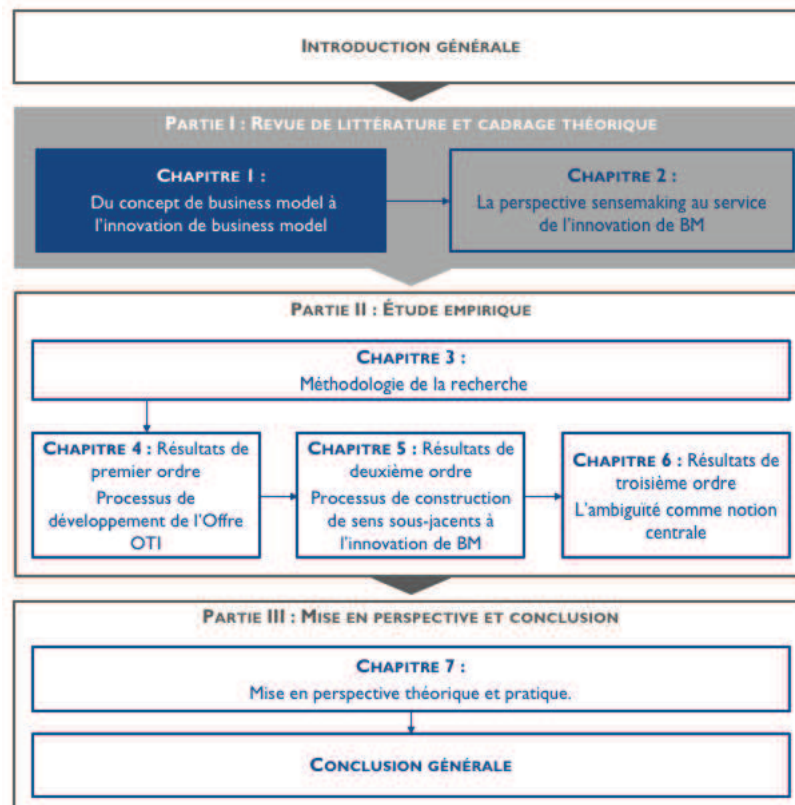 INTRODUCTION GÉNÉRALE
PARTIE I : REVUE DE LITTÉRATURE ET CADRAGE THÉORIQUE
CHAPITRE 1 :
Du concept de business model à
l’innovation de business model
CHAPITRE 2 :
La perspective sensemaking au service
de l’innovation de BM
PARTIE II : ÉTUDE EMPIRIQUE
CHAPITRE 3 :
Méthodologie de la recherche
CHAPITRE 4 : Résultats de
premier ordre
Processus de
développement de l’Offre
OTI
CHAPITRE 5 : Résultats de
deuxième ordre
Processus de construction
de sens sous-jacents à
l’innovation de BM
CHAPITRE 6 : Résultats de
troisième ordre
L’ambiguïté comme notion
centrale
PARTIE III : MISE EN PERSPECTIVE ET CONCLUSION
CHAPITRE 7 :
Mise en perspective théorique et pratique.
CONCLUSION GÉNÉRALE